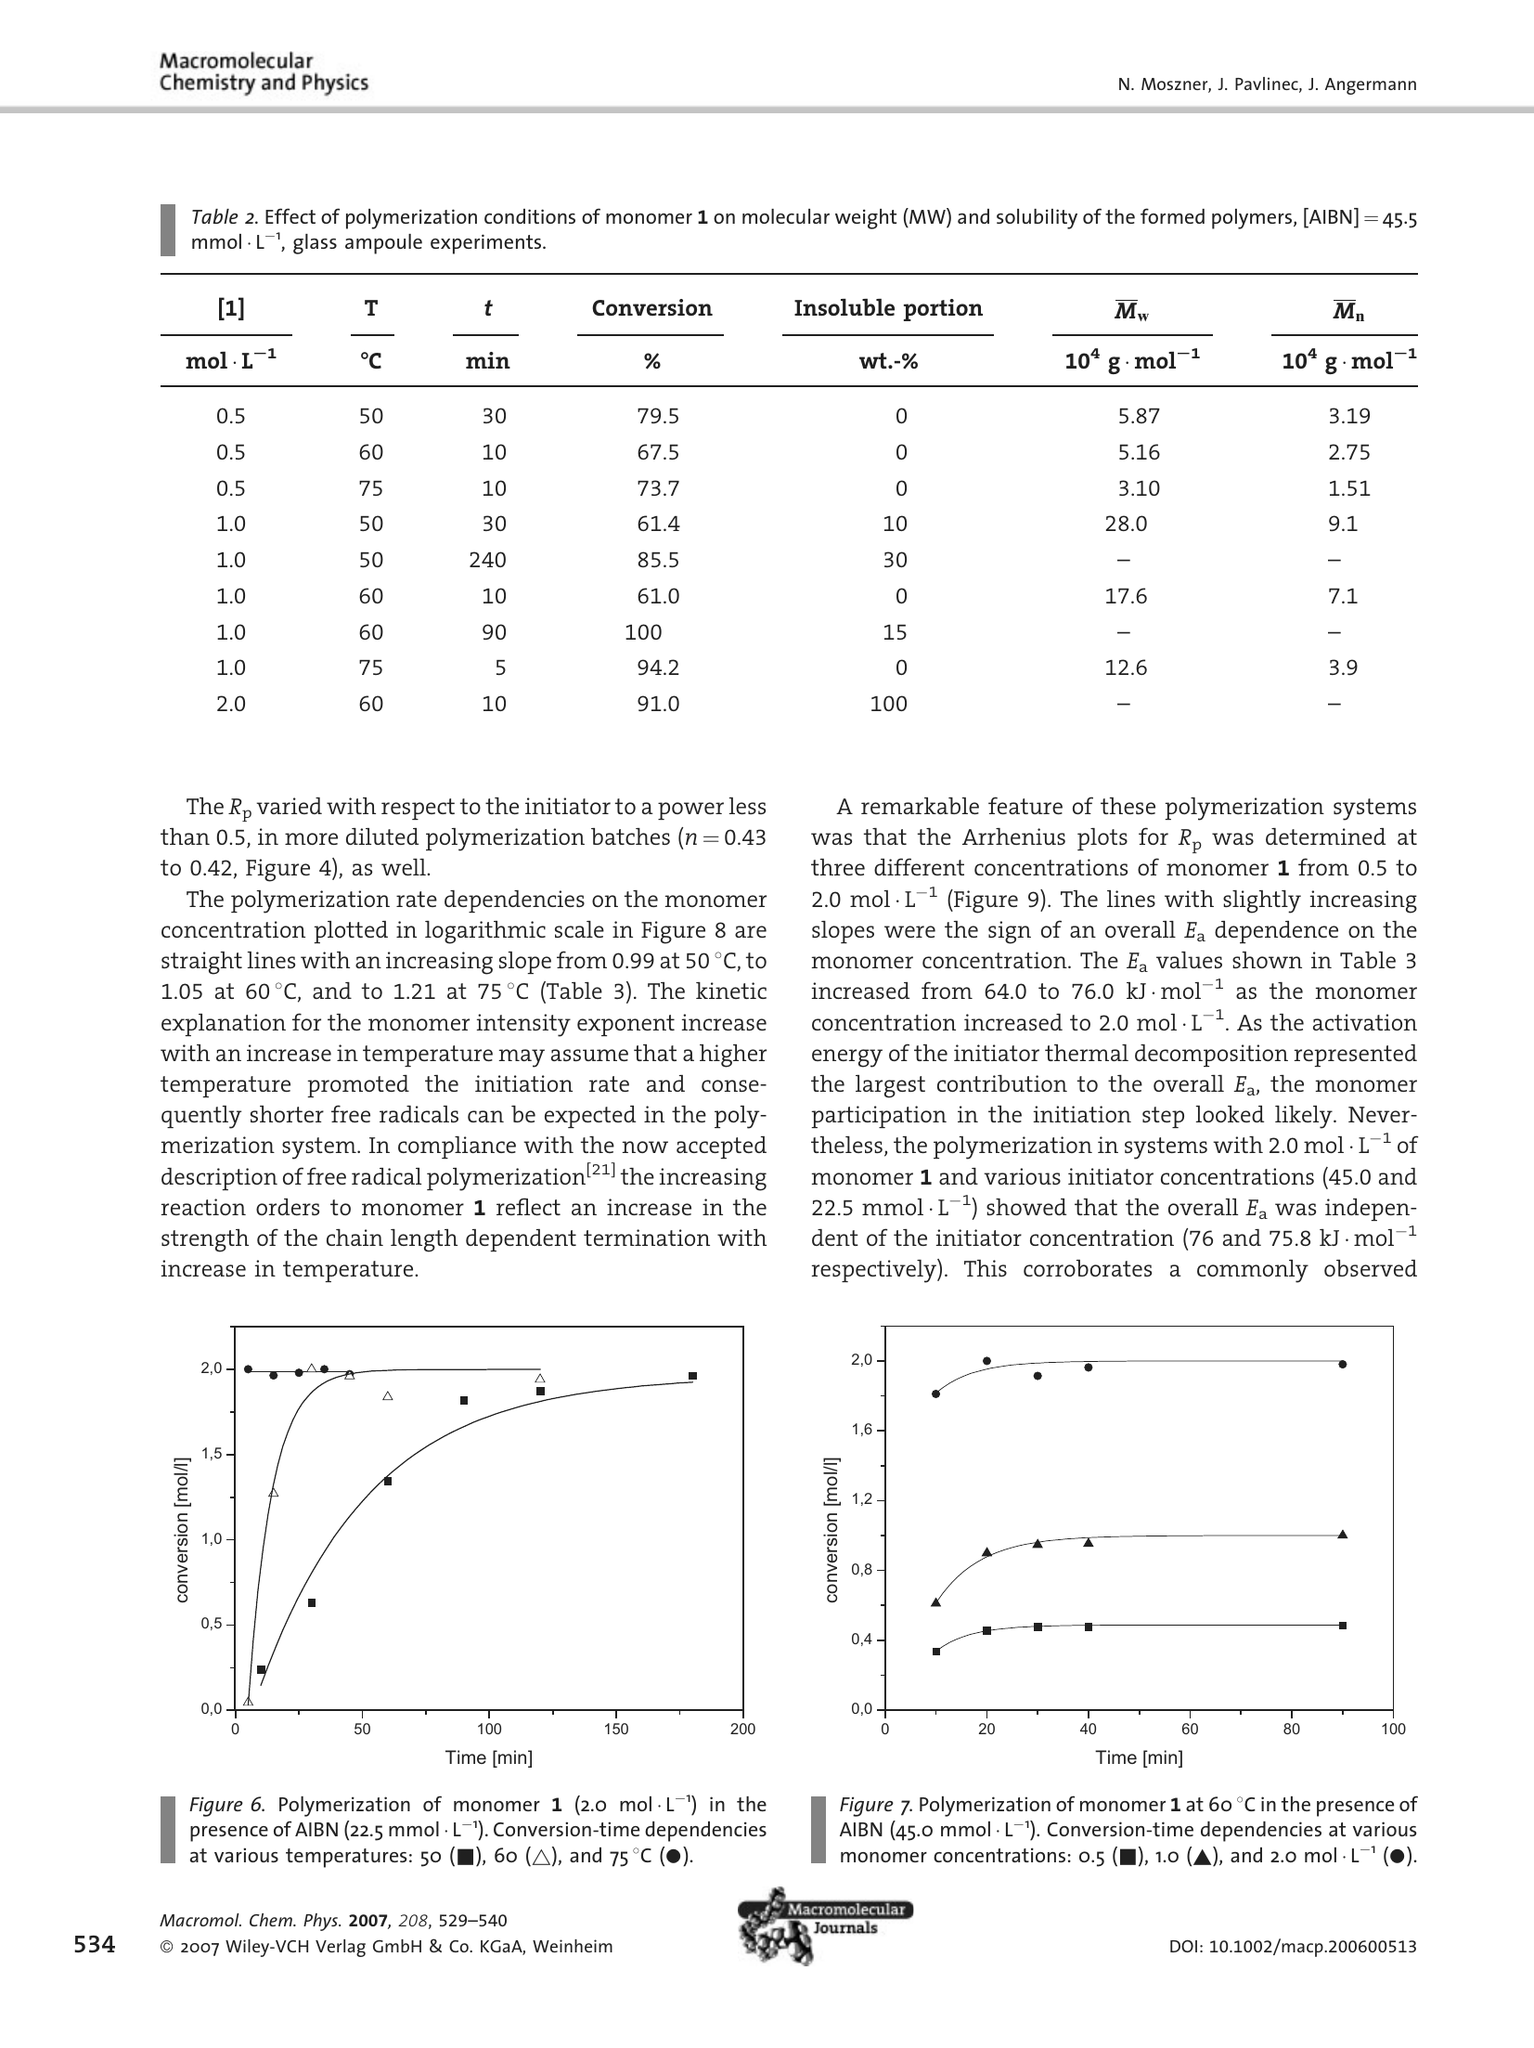 Macromolecular
Chemistry and Physics
N. Moszner, J. Pavlinec, J. Angermann
Table 2. Effect of polymerization conditions of monomer 1 on molecular weight (MW) and solubility of the formed polymers, [AIBN] = 45.5
mmol · L⁻¹, glass ampoule experiments.
[1] T t Conversion Insoluble portion M̅w M̅n
mol · L⁻¹ °C min % wt.-% 10⁴ g · mol⁻¹ 10⁴ g · mol⁻¹
0.5 50 30 79.5 0 5.87 3.19
0.5 60 10 67.5 0 5.16 2.75
0.5 75 10 73.7 0 3.10 1.51
1.0 50 30 61.4 10 28.0 9.1
1.0 50 240 85.5 30 – –
1.0 60 10 61.0 0 17.6 7.1
1.0 60 90 100 15 – –
1.0 75 5 94.2 0 12.6 3.9
2.0 60 10 91.0 100 – –
The Rp varied with respect to the initiator to a power less
than 0.5, in more diluted polymerization batches (n = 0.43
to 0.42, Figure 4), as well.
The polymerization rate dependencies on the monomer
concentration plotted in logarithmic scale in Figure 8 are
straight lines with an increasing slope from 0.99 at 50 °C, to
1.05 at 60 °C, and to 1.21 at 75 °C (Table 3). The kinetic
explanation for the monomer intensity exponent increase
with an increase in temperature may assume that a higher
temperature promoted the initiation rate and conse-
quently shorter free radicals can be expected in the poly-
merization system. In compliance with the now accepted
description of free radical polymerization[21] the increasing
reaction orders to monomer 1 reflect an increase in the
strength of the chain length dependent termination with
increase in temperature.
A remarkable feature of these polymerization systems
was that the Arrhenius plots for Rp was determined at
three different concentrations of monomer 1 from 0.5 to
2.0 mol · L⁻¹ (Figure 9). The lines with slightly increasing
slopes were the sign of an overall Ea dependence on the
monomer concentration. The Ea values shown in Table 3
increased from 64.0 to 76.0 kJ · mol⁻¹ as the monomer
concentration increased to 2.0 mol · L⁻¹. As the activation
energy of the initiator thermal decomposition represented
the largest contribution to the overall Ea, the monomer
participation in the initiation step looked likely. Never-
theless, the polymerization in systems with 2.0 mol · L⁻¹ of
monomer 1 and various initiator concentrations (45.0 and
22.5 mmol · L⁻¹) showed that the overall Ea was indepen-
dent of the initiator concentration (76 and 75.8 kJ · mol⁻¹
respectively). This corroborates a commonly observed
2,0
1,5
1,0
0,5
0,0
conversion [mol/l]
0 50 100 150 200
Time [min]
2,0
1,6
1,2
0,8
0,4
0,0
conversion [mol/l]
0 20 40 60 80 100
Time [min]
Figure 6. Polymerization of monomer 1 (2.0 mol · L⁻¹) in the
presence of AIBN (22.5 mmol · L⁻¹). Conversion-time dependencies
at various temperatures: 50 (■), 60 (△), and 75 °C (●).
Figure 7. Polymerization of monomer 1 at 60 °C in the presence of
AIBN (45.0 mmol · L⁻¹). Conversion-time dependencies at various
monomer concentrations: 0.5 (■), 1.0 (▲), and 2.0 mol · L⁻¹ (●).
534
Macromol. Chem. Phys. 2007, 208, 529–540
© 2007 Wiley-VCH Verlag GmbH & Co. KGaA, Weinheim
Macromolecular
Journals
DOI: 10.1002/macp.200600513